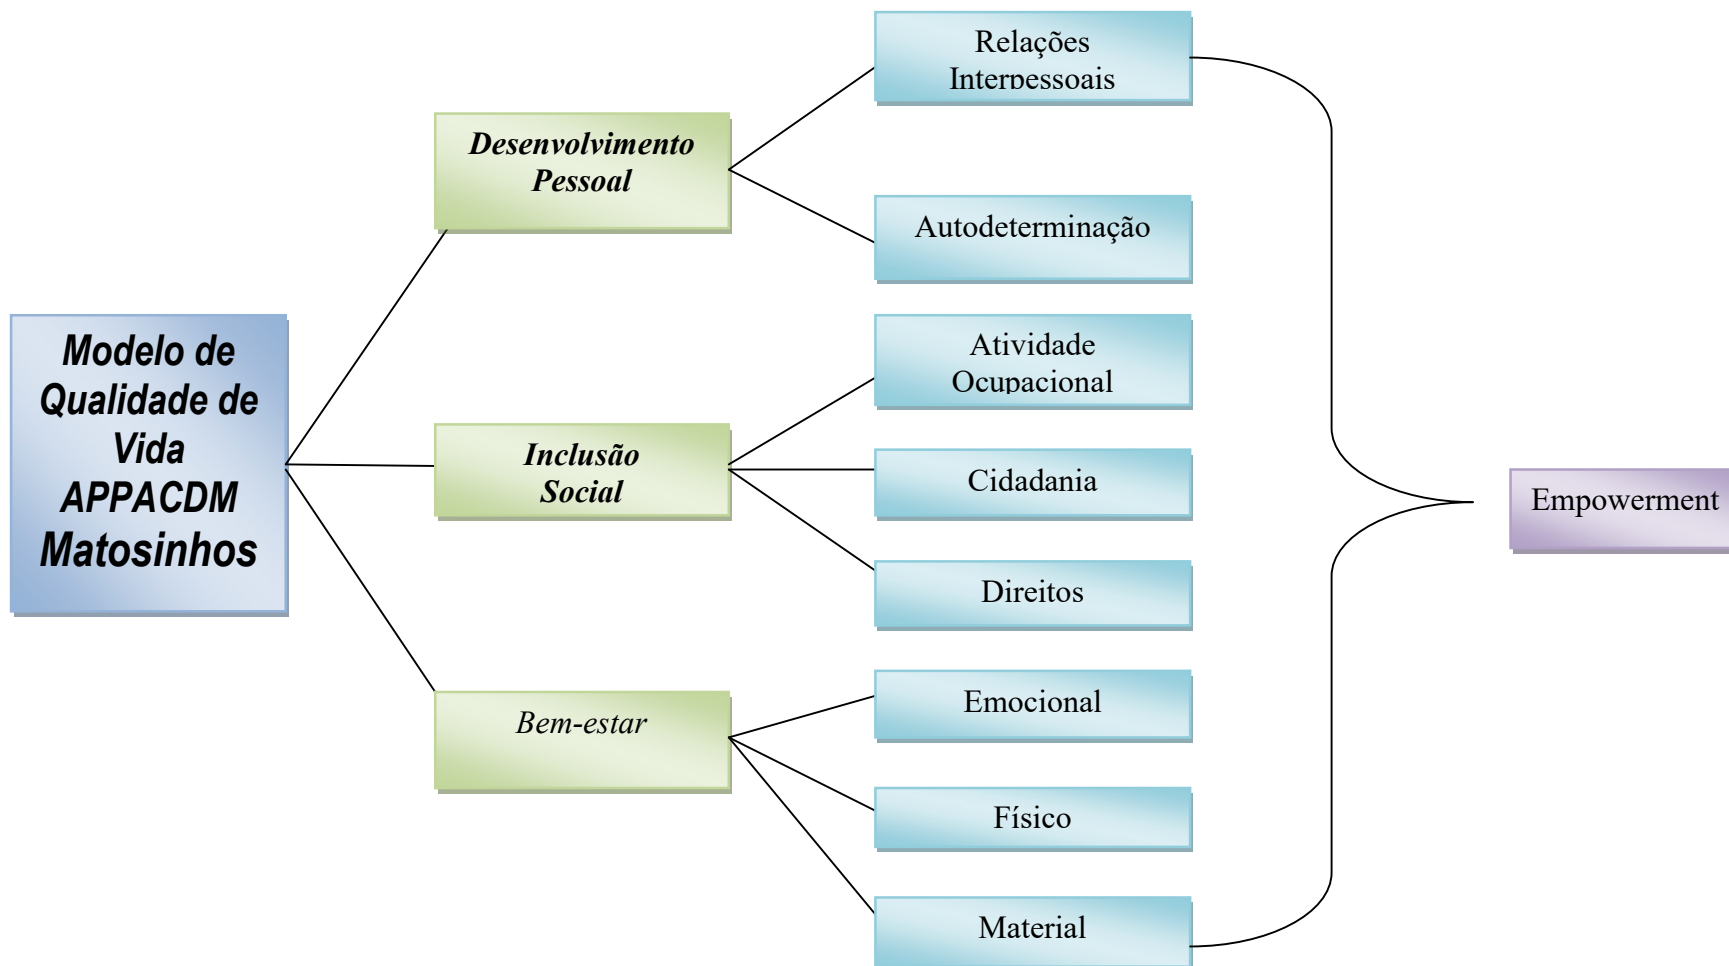 Modelo de
Qualidade de
Vida
APPACDM
Matosinhos
Desenvolvimento
Pessoal
Relações
Interpessoais
Autodeterminação
Inclusão
Social
Atividade
Ocupacional
Cidadania
Direitos
Bem-estar
Emocional
Físico
Material
Empowerment